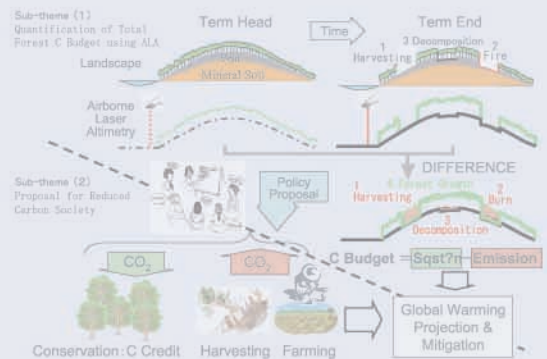 Sub-theme (1)
Quantification of Total
Forest C Budget using ALA
Term Head
Time
Term End
3 Decomposition
1
Harvesting
2
Fire
Landscape
Mineral Soil
Airborne
Laser
Altimetry
DIFFERENCE
Sub-theme (2)
Proposal for Reduced
Carbon Society
Policy
Proposal
1
Harvesting
4 Forest Growth
2
Burn
3
Decomposition
CO2
CO2
C Budget = Sqst?n - Emission
Conservation: C Credit
Harvesting
Farming
Global Warming
Projection &
Mitigation